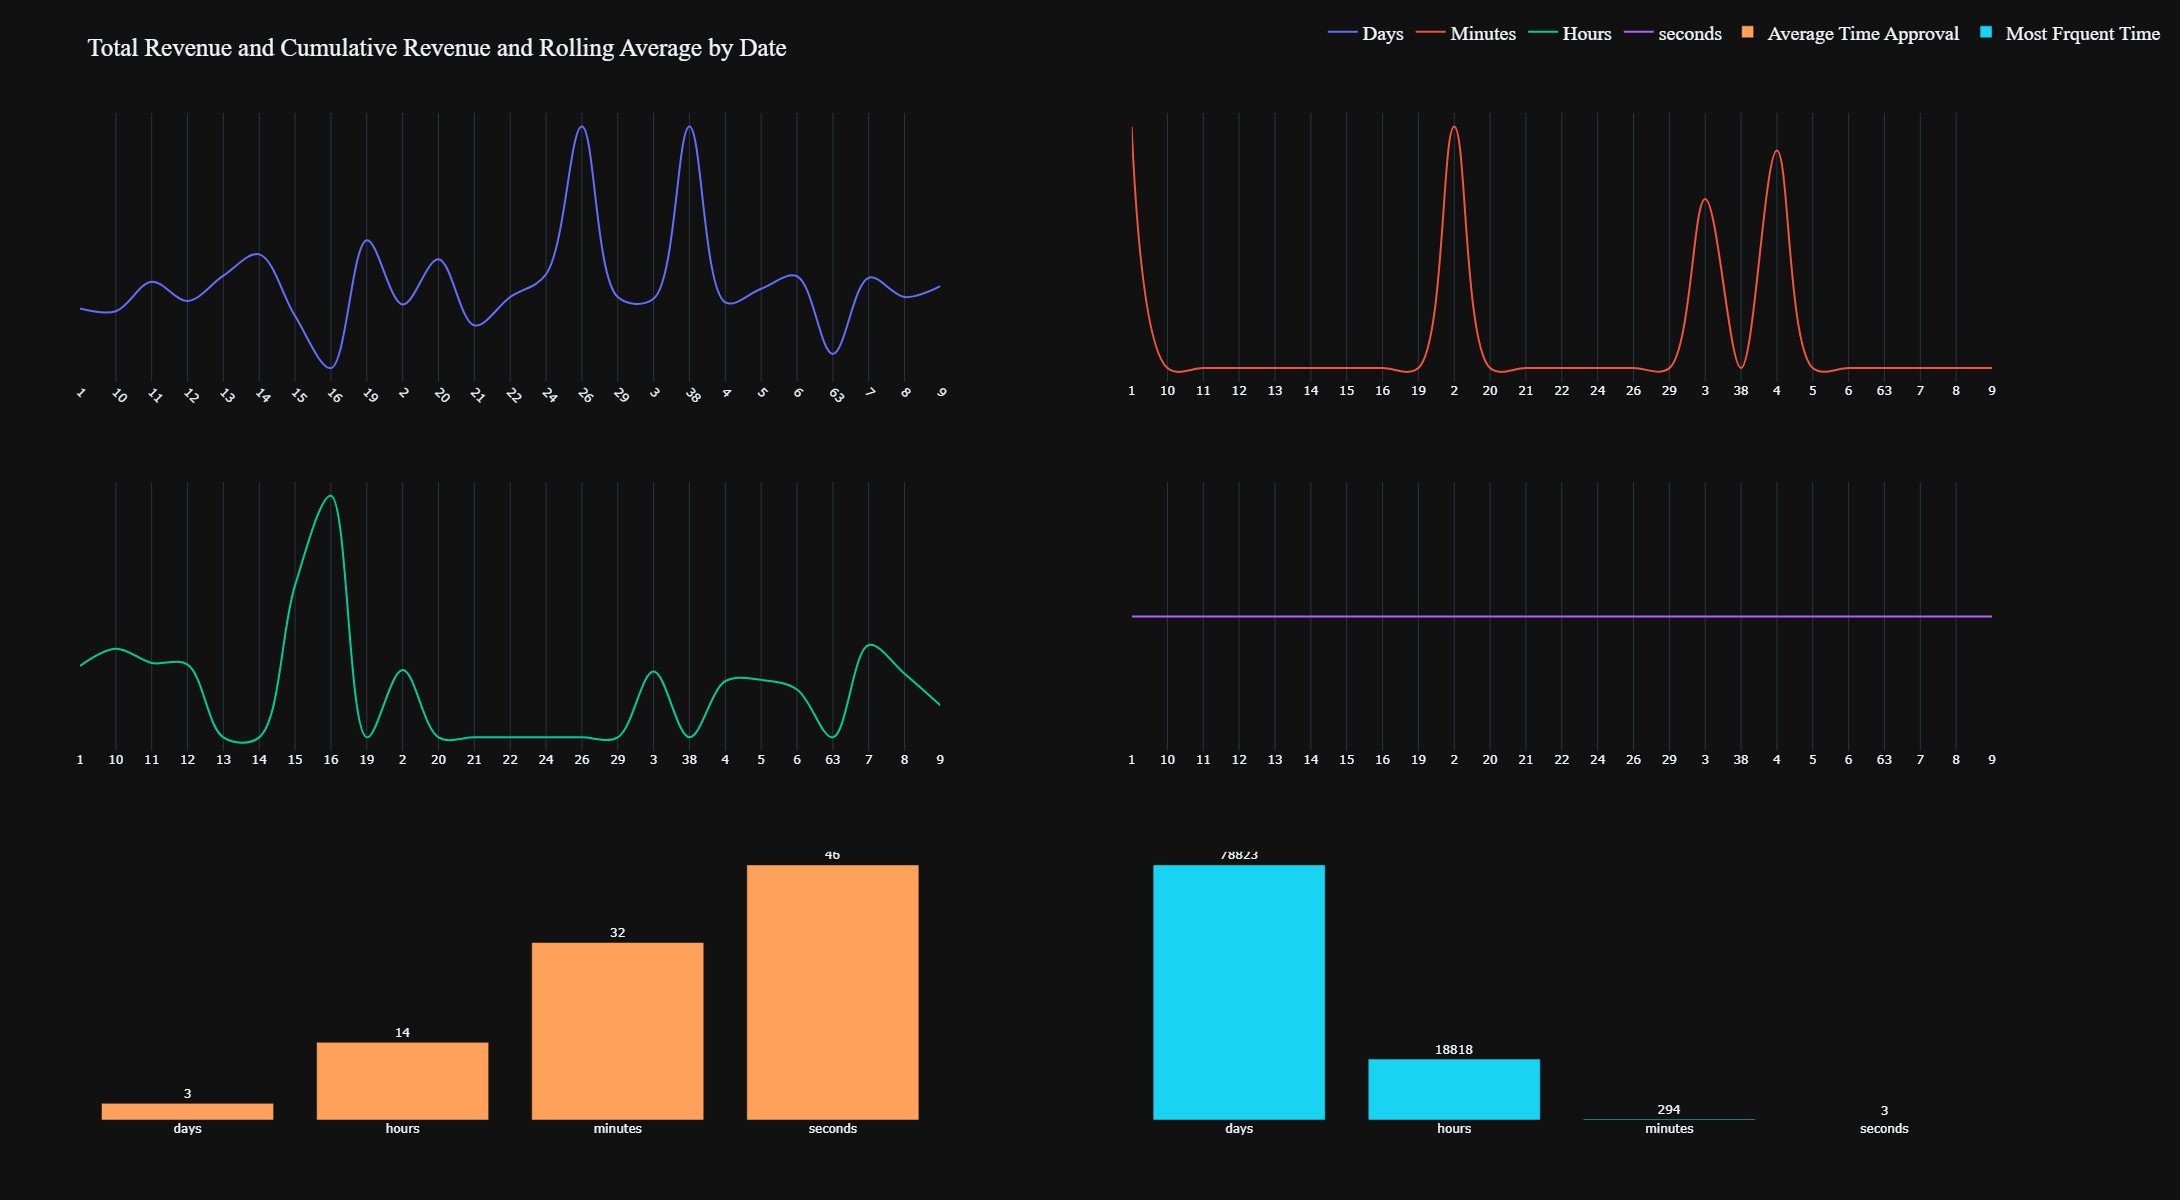 Days Minutes Hours seconds Average Time Approval Most Frquent Time
Total Revenue and Cumulative Revenue and Rolling Average by Date
1 10 11 12 13 14 15 16 19 2 20 21 22 24 26 29 3 38 4 5 6 63 7 8 9
1 10 11 12 13 14 15 16 19 2 20 21 22 24 26 29 3 38 4 5 6 63 7 8 9
1 10 11 12 13 14 15 16 19 2 20 21 22 24 26 29 3 38 4 5 6 63 7 8 9
1 10 11 12 13 14 15 16 19 2 20 21 22 24 26 29 3 38 4 5 6 63 7 8 9
46
32
14
3
days hours minutes seconds
78823
18818
294
3
days hours minutes seconds